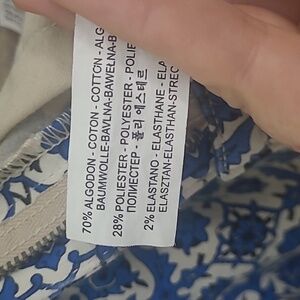 70% ALGODON - COTON - COTTON - ALG
BAUMWOLLE-BAVLNA-BAWEŁNA-B
28% POLIESTER - POLYESTER - POLIE
ПОЛИЕСТЕР - 폴리에스테르
2% ELASTANO - ELASTHANE - ELA
ELASZTAN-ELASTHAN-STREC